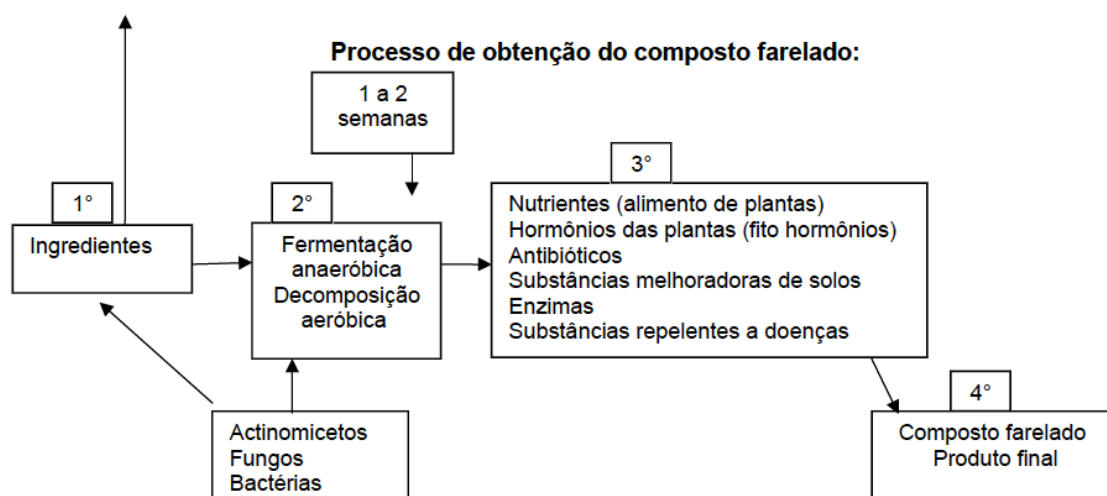 Processo de obtenção do composto farelado:
1 a 2
semanas
1°
Ingredientes
2°
Fermentação
anaeróbica
Decomposição
aeróbica
3°
Nutrientes (alimento de plantas)
Hormônios das plantas (fito hormônios)
Antibióticos
Substâncias melhoradoras de solos
Enzimas
Substâncias repelentes a doenças
Actinomicetos
Fungos
Bactérias
4°
Composto farelado
Produto final